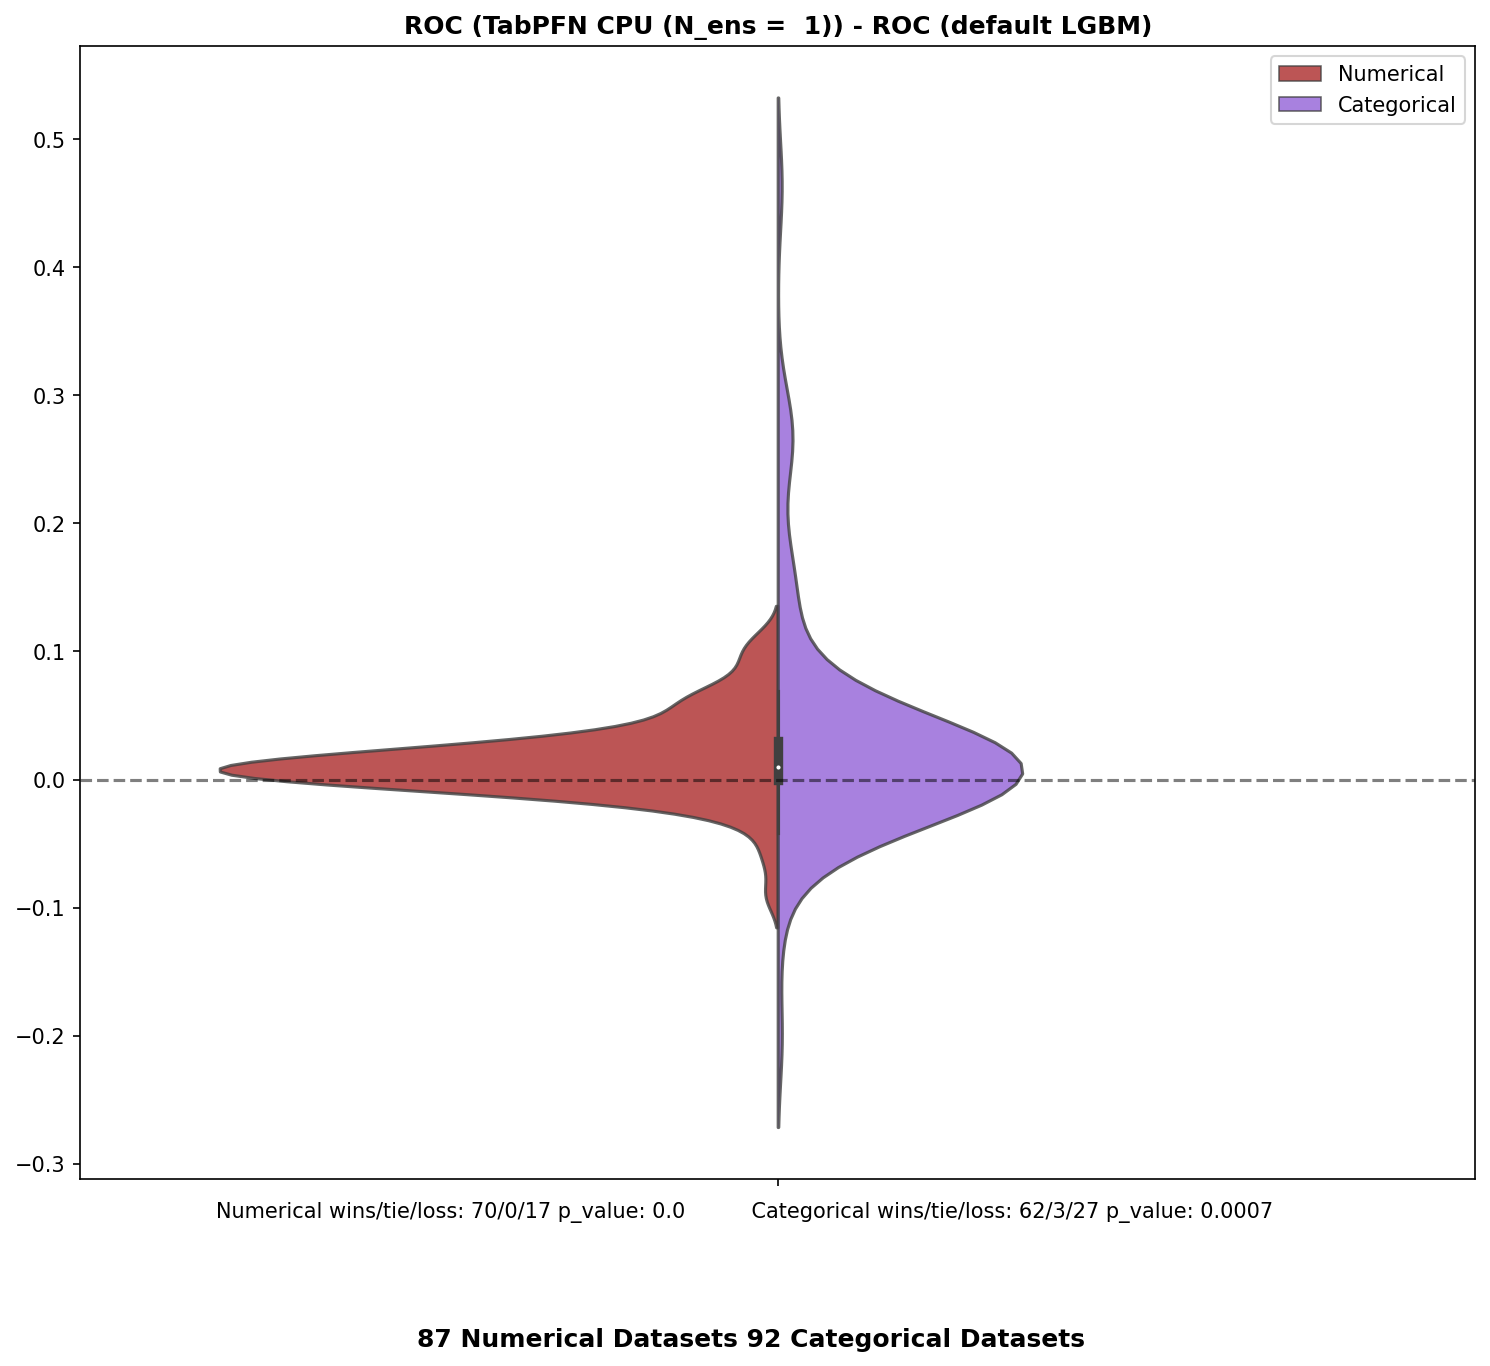 ROC (TabPFN CPU (N_ens =  1)) - ROC (default LGBM)
Numerical
Categorical
0.5
0.4
0.3
0.2
0.1
0.0
−0.1
−0.2
−0.3
Numerical wins/tie/loss: 70/0/17 p_value: 0.0
Categorical wins/tie/loss: 62/3/27 p_value: 0.0007
87 Numerical Datasets 92 Categorical Datasets